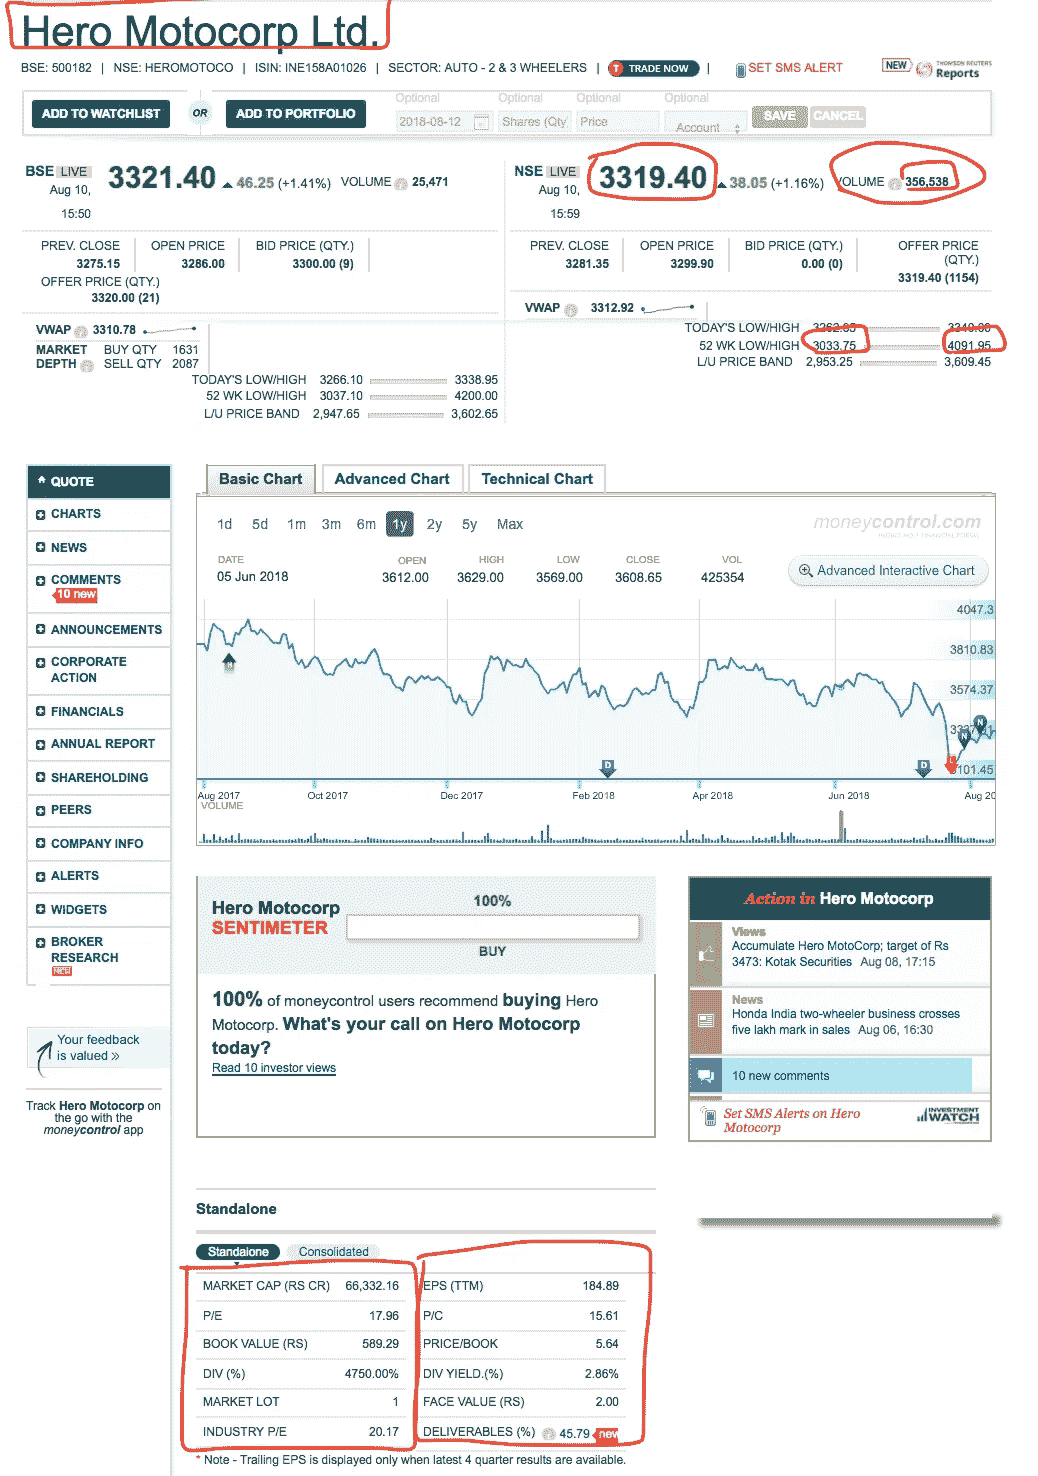 Hero Motocorp Ltd.
BSE: 500182 | NSE: HEROMOTOCO | ISIN: INE158A01026 | SECTOR: AUTO - 2 & 3 WHEELERS | T TRADE NOW | SET SMS ALERT NEW THOMSON REUTERS Reports
ADD TO WATCHLIST OR ADD TO PORTFOLIO
Optional Optional Optional Optional
2018-08-12 Shares (Qty) Price Account SAVE CANCEL
BSE LIVE 3321.40 46.25 (+1.41%) VOLUME 25,471
Aug 10,
15:50
PREV. CLOSE OPEN PRICE BID PRICE (QTY.)
3275.15 3286.00 3300.00 (9)
OFFER PRICE (QTY.)
3320.00 (21)
VWAP 3310.78
MARKET DEPTH BUY QTY 1631
SELL QTY 2087
TODAY'S LOW/HIGH 3266.10 3338.95
52 WK LOW/HIGH 3037.10 4200.00
L/U PRICE BAND 2,947.65 3,602.65
NSE LIVE 3319.40 38.05 (+1.16%) VOLUME 356,538
Aug 10,
15:59
PREV. CLOSE OPEN PRICE BID PRICE (QTY.) OFFER PRICE (QTY.)
3281.35 3299.90 0.00 (0) 3319.40 (1154)
VWAP 3312.92
TODAY'S LOW/HIGH
52 WK LOW/HIGH 3033.75 4091.95
L/U PRICE BAND 2,953.25 3,609.45
QUOTE
CHARTS
NEWS
COMMENTS
10 new
ANNOUNCEMENTS
CORPORATE
ACTION
FINANCIALS
ANNUAL REPORT
SHAREHOLDING
PEERS
COMPANY INFO
ALERTS
WIDGETS
BROKER
RESEARCH
NEW
Your feedback
is valued »
Track Hero Motocorp on
the go with the
moneycontrol app
Basic Chart Advanced Chart Technical Chart
1d 5d 1m 3m 6m 1y 2y 5y Max
moneycontrol.com
DATE OPEN HIGH LOW CLOSE VOL
05 Jun 2018 3612.00 3629.00 3569.00 3608.65 425354
Advanced Interactive Chart
4047.3
3810.83
3574.37
N
N
D D
3101.45
Aug 2017 Oct 2017 Dec 2017 Feb 2018 Apr 2018 Jun 2018 Aug 20
VOLUME
Hero Motocorp
SENTIMETER
100%
BUY
100% of moneycontrol users recommend buying Hero
Motocorp. What's your call on Hero Motocorp
today?
Read 10 investor views
Action in Hero Motocorp
Views
Accumulate Hero MotoCorp; target of Rs
3473: Kotak Securities Aug 08, 17:15
News
Honda India two-wheeler business crosses
five lakh mark in sales Aug 06, 16:30
10 new comments
Set SMS Alerts on Hero
Motocorp
INVESTMENT
WATCH
Standalone
Standalone Consolidated
MARKET CAP (RS CR) 66,332.16 EPS (TTM) 184.89
P/E 17.96 P/C 15.61
BOOK VALUE (RS) 589.29 PRICE/BOOK 5.64
DIV (%) 4750.00% DIV YIELD.(%) 2.86%
MARKET LOT 1 FACE VALUE (RS) 2.00
INDUSTRY P/E 20.17 DELIVERABLES (%) 45.79 new
* Note - Trailing EPS is displayed only when latest 4 quarter results are available.